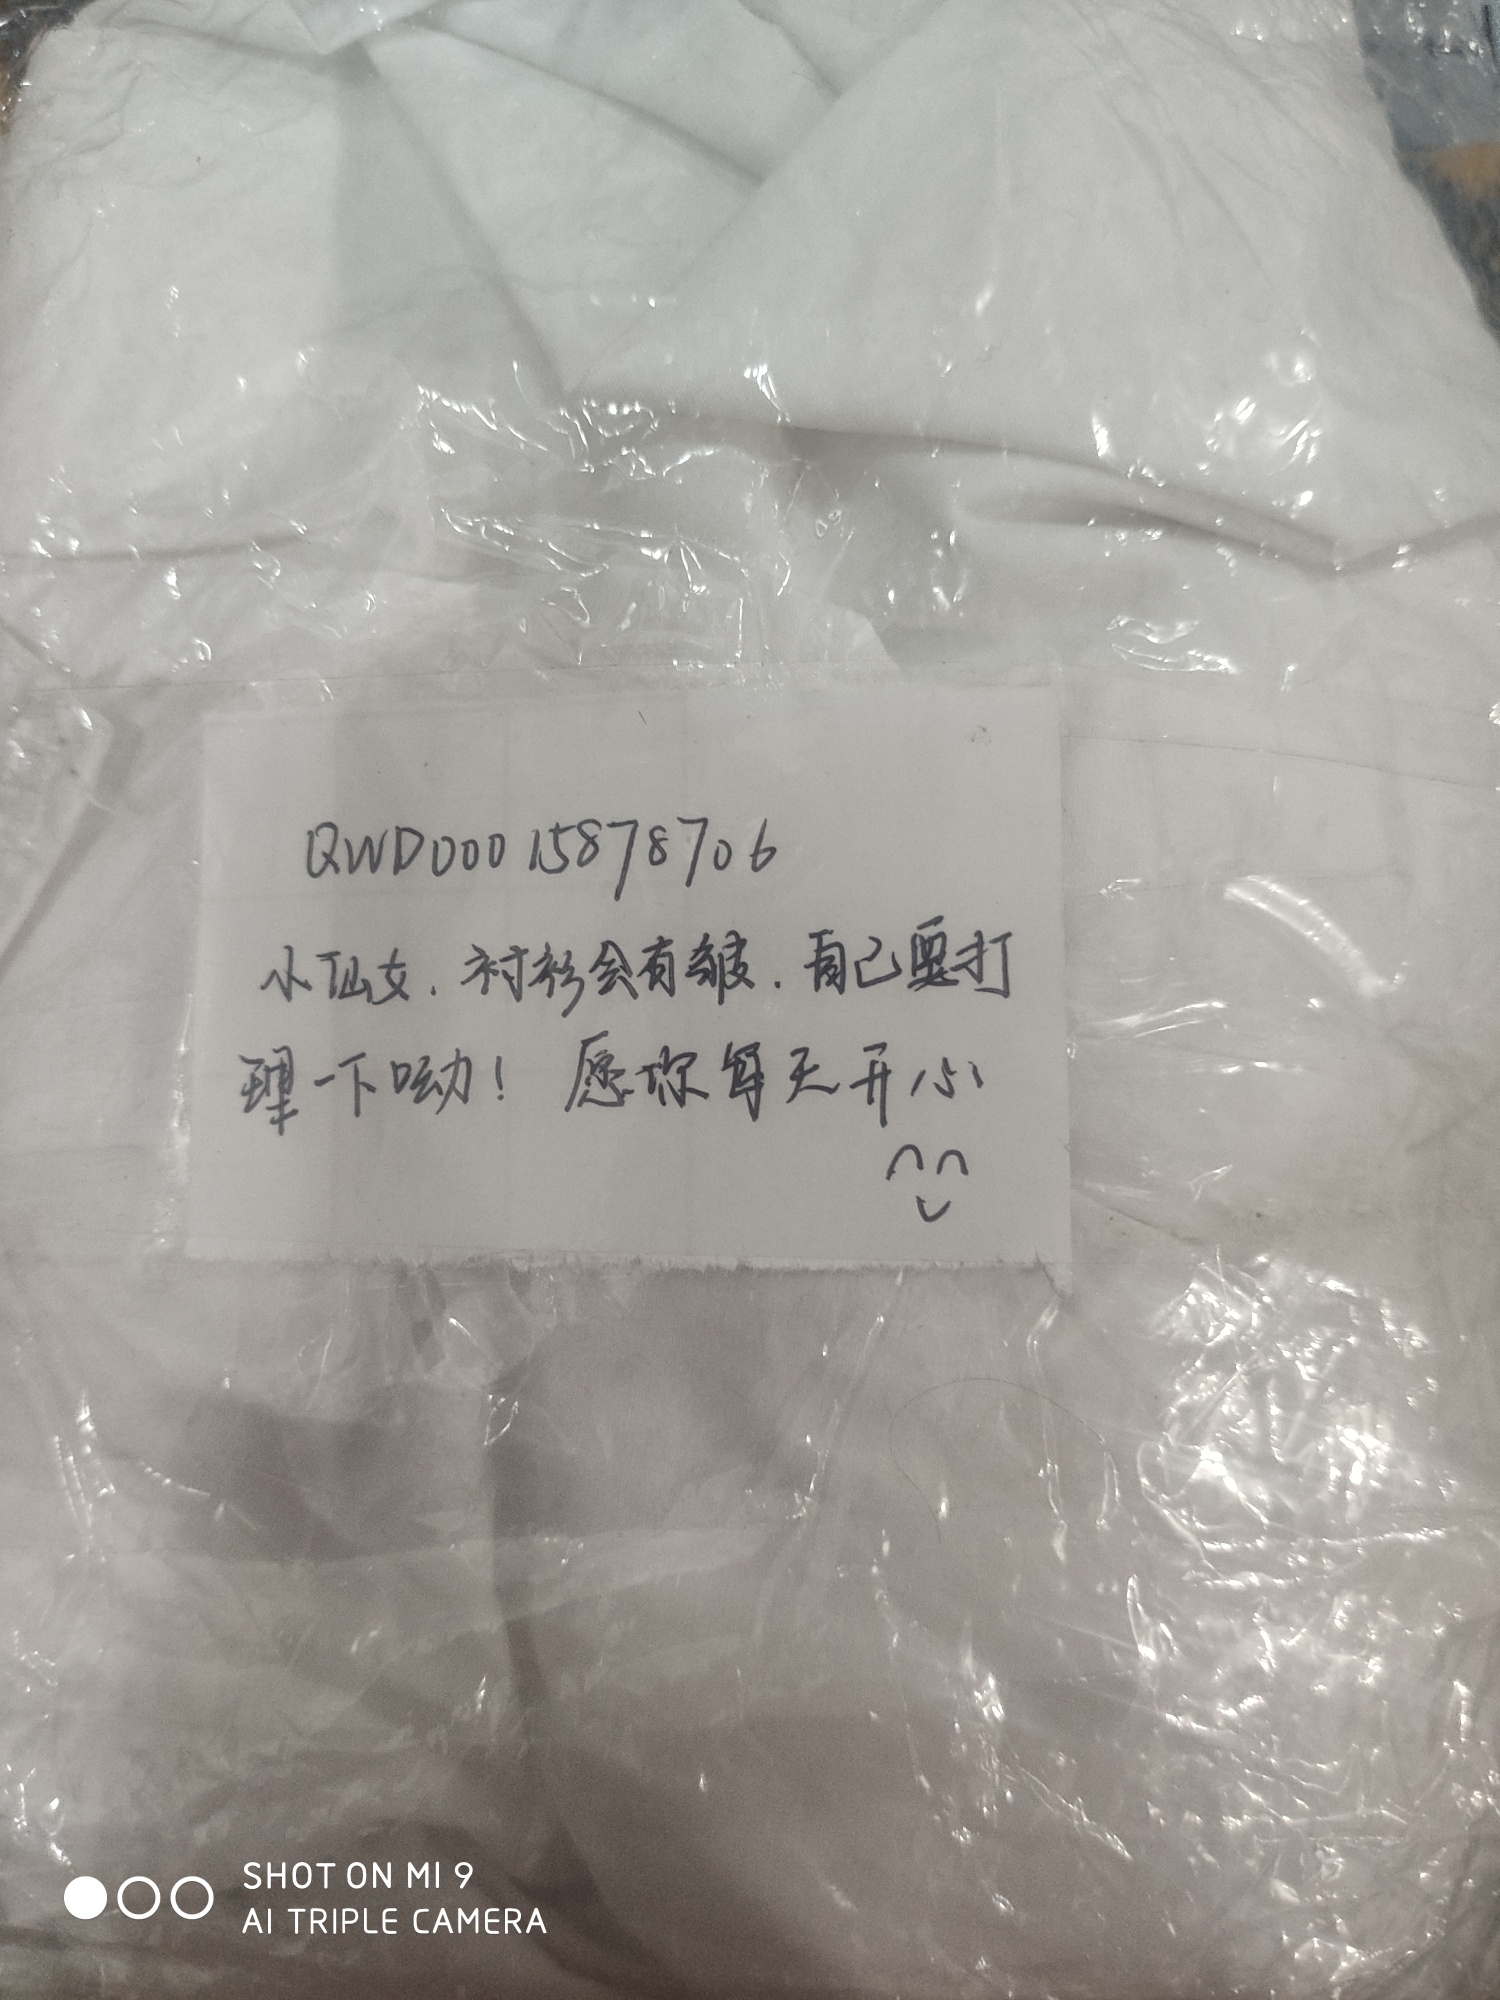 QWD00015878706
小仙女.衬衫会有皱.自己要打
理一下呦! 愿你每天开心
SHOT ON MI 9
AI TRIPLE CAMERA